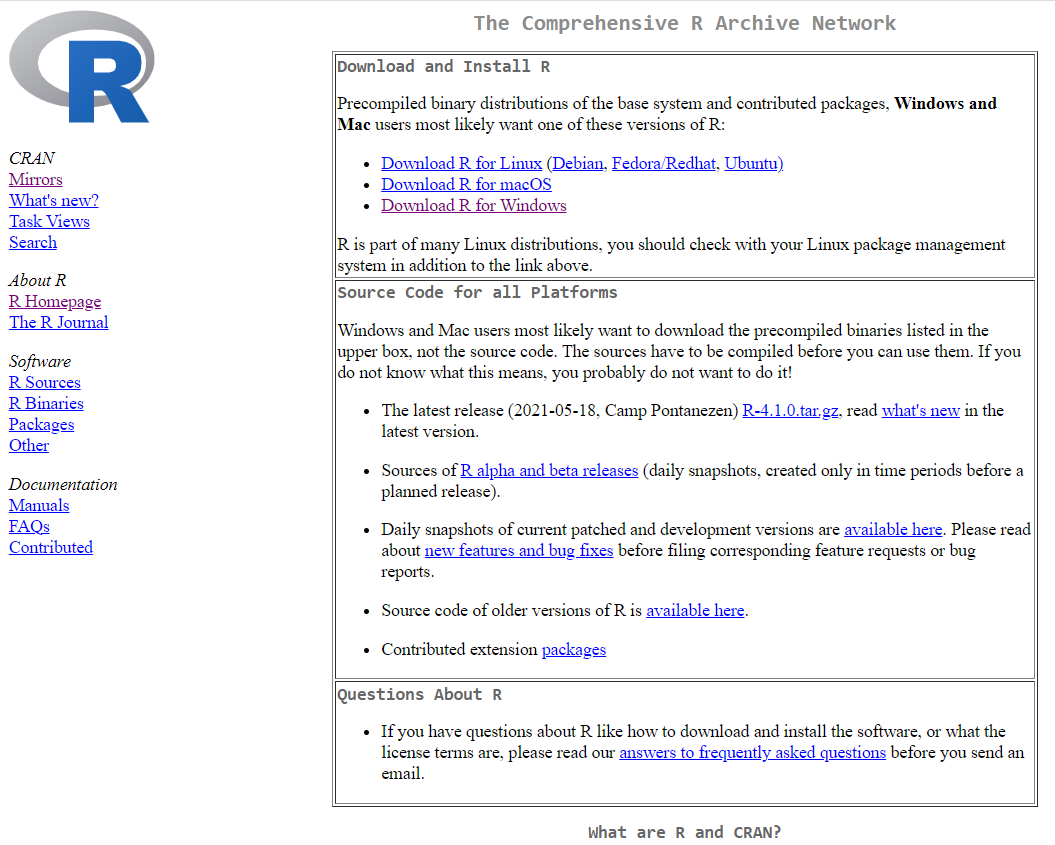 R
CRAN
Mirrors
What's new?
Task Views
Search
About R
R Homepage
The R Journal
Software
R Sources
R Binaries
Packages
Other
Documentation
Manuals
FAQs
Contributed
The Comprehensive R Archive Network
Download and Install R
Precompiled binary distributions of the base system and contributed packages, Windows and
Mac users most likely want one of these versions of R:
• Download R for Linux (Debian, Fedora/Redhat, Ubuntu)
• Download R for macOS
• Download R for Windows
R is part of many Linux distributions, you should check with your Linux package management
system in addition to the link above.
Source Code for all Platforms
Windows and Mac users most likely want to download the precompiled binaries listed in the
upper box, not the source code. The sources have to be compiled before you can use them. If you
do not know what this means, you probably do not want to do it!
• The latest release (2021-05-18, Camp Pontanezen) R-4.1.0.tar.gz, read what's new in the
latest version.
• Sources of R alpha and beta releases (daily snapshots, created only in time periods before a
planned release).
• Daily snapshots of current patched and development versions are available here. Please read
about new features and bug fixes before filing corresponding feature requests or bug
reports.
• Source code of older versions of R is available here.
• Contributed extension packages
Questions About R
• If you have questions about R like how to download and install the software, or what the
license terms are, please read our answers to frequently asked questions before you send an
email.
What are R and CRAN?